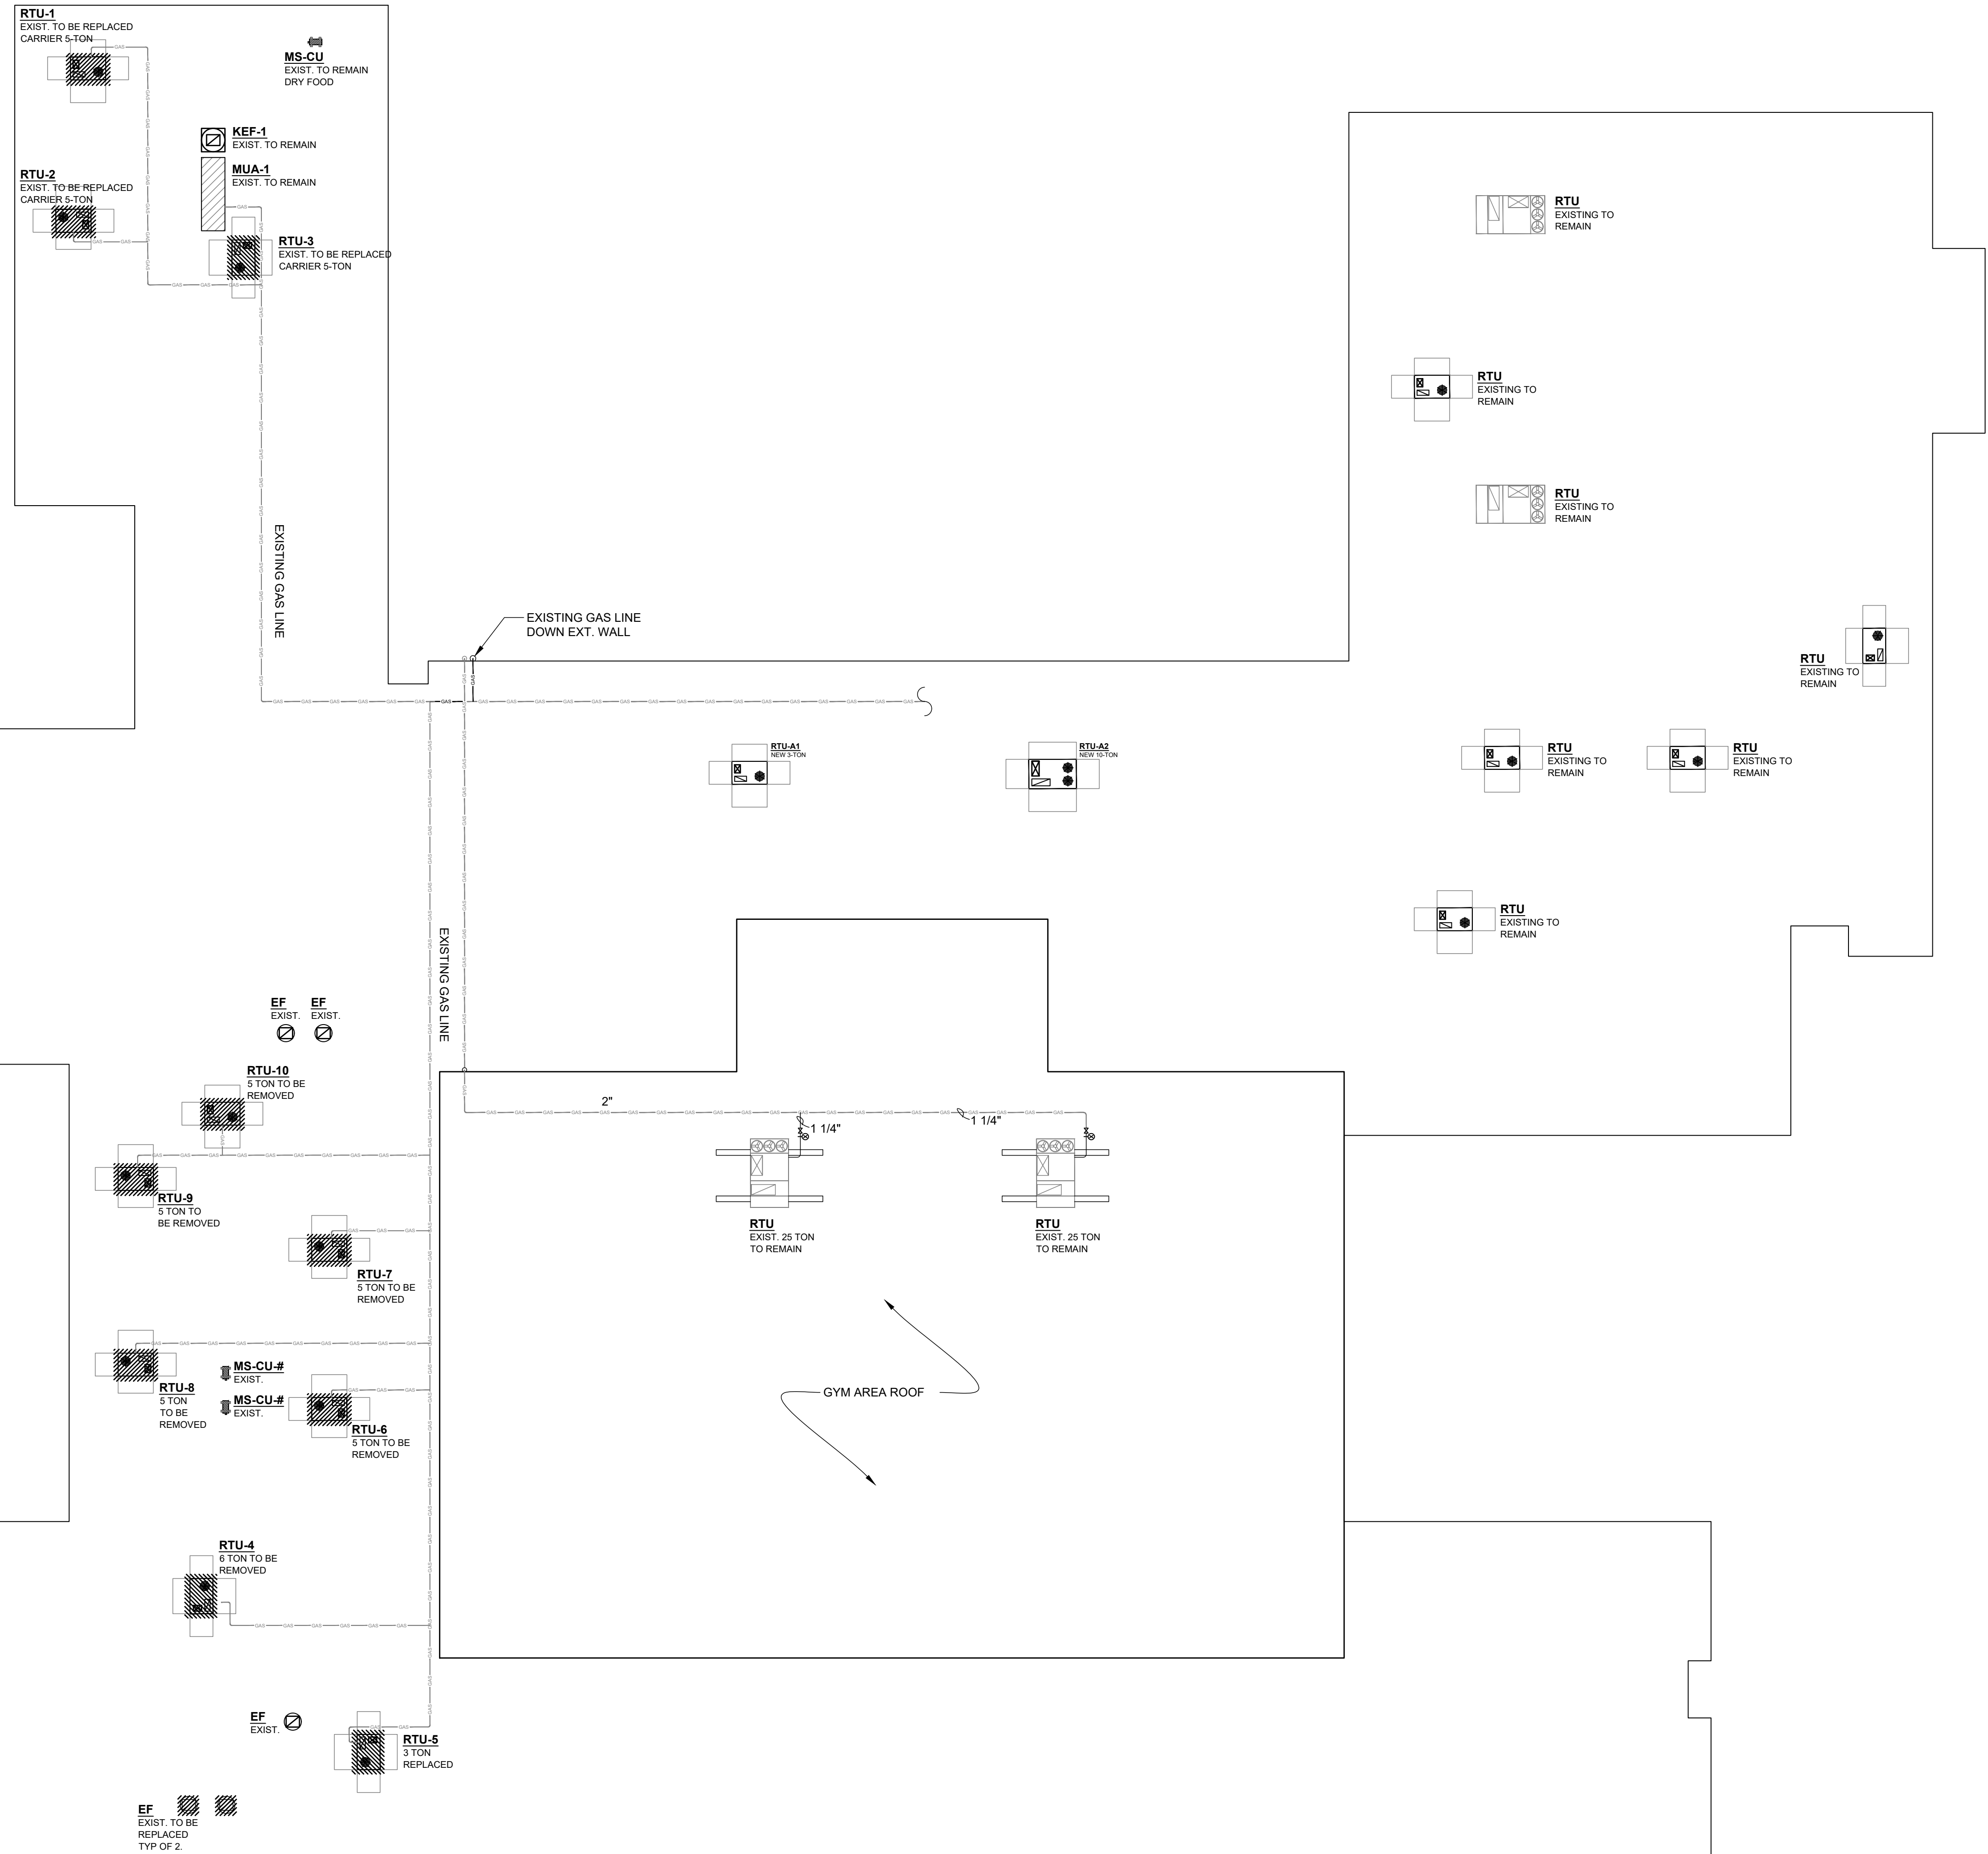 RTU-1
EXIST. TO BE REPLACED
CARRIER 5-TON
MS-CU
EXIST. TO REMAIN
DRY FOOD
KEF-1
EXIST. TO REMAIN
MUA-1
EXIST. TO REMAIN
RTU-2
EXIST. TO BE REPLACED
CARRIER 5-TON
RTU-3
EXIST. TO BE REPLACED
CARRIER 5-TON
RTU
EXISTING TO
REMAIN
RTU
EXISTING TO
REMAIN
RTU
EXISTING TO
REMAIN
EXISTING GAS LINE
EXISTING GAS LINE
DOWN EXT. WALL
RTU
EXISTING TO
REMAIN
GAS
RTU-A1
NEW 3-TON
RTU-A2
NEW 10-TON
RTU
EXISTING TO
REMAIN
RTU
EXISTING TO
REMAIN
RTU
EXISTING TO
REMAIN
EXISTING GAS LINE
EF
EXIST.
EF
EXIST.
RTU-10
5 TON TO BE
REMOVED
2"
1 1/4"
1 1/4"
RTU-9
5 TON TO
BE REMOVED
RTU
EXIST. 25 TON
TO REMAIN
RTU
EXIST. 25 TON
TO REMAIN
RTU-7
5 TON TO BE
REMOVED
MS-CU-#
EXIST.
MS-CU-#
EXIST.
RTU-8
5 TON
TO BE
REMOVED
GYM AREA ROOF
RTU-6
5 TON TO BE
REMOVED
RTU-4
6 TON TO BE
REMOVED
EF
EXIST.
RTU-5
3 TON
REPLACED
EF
EXIST. TO BE
REPLACED
TYP OF 2.